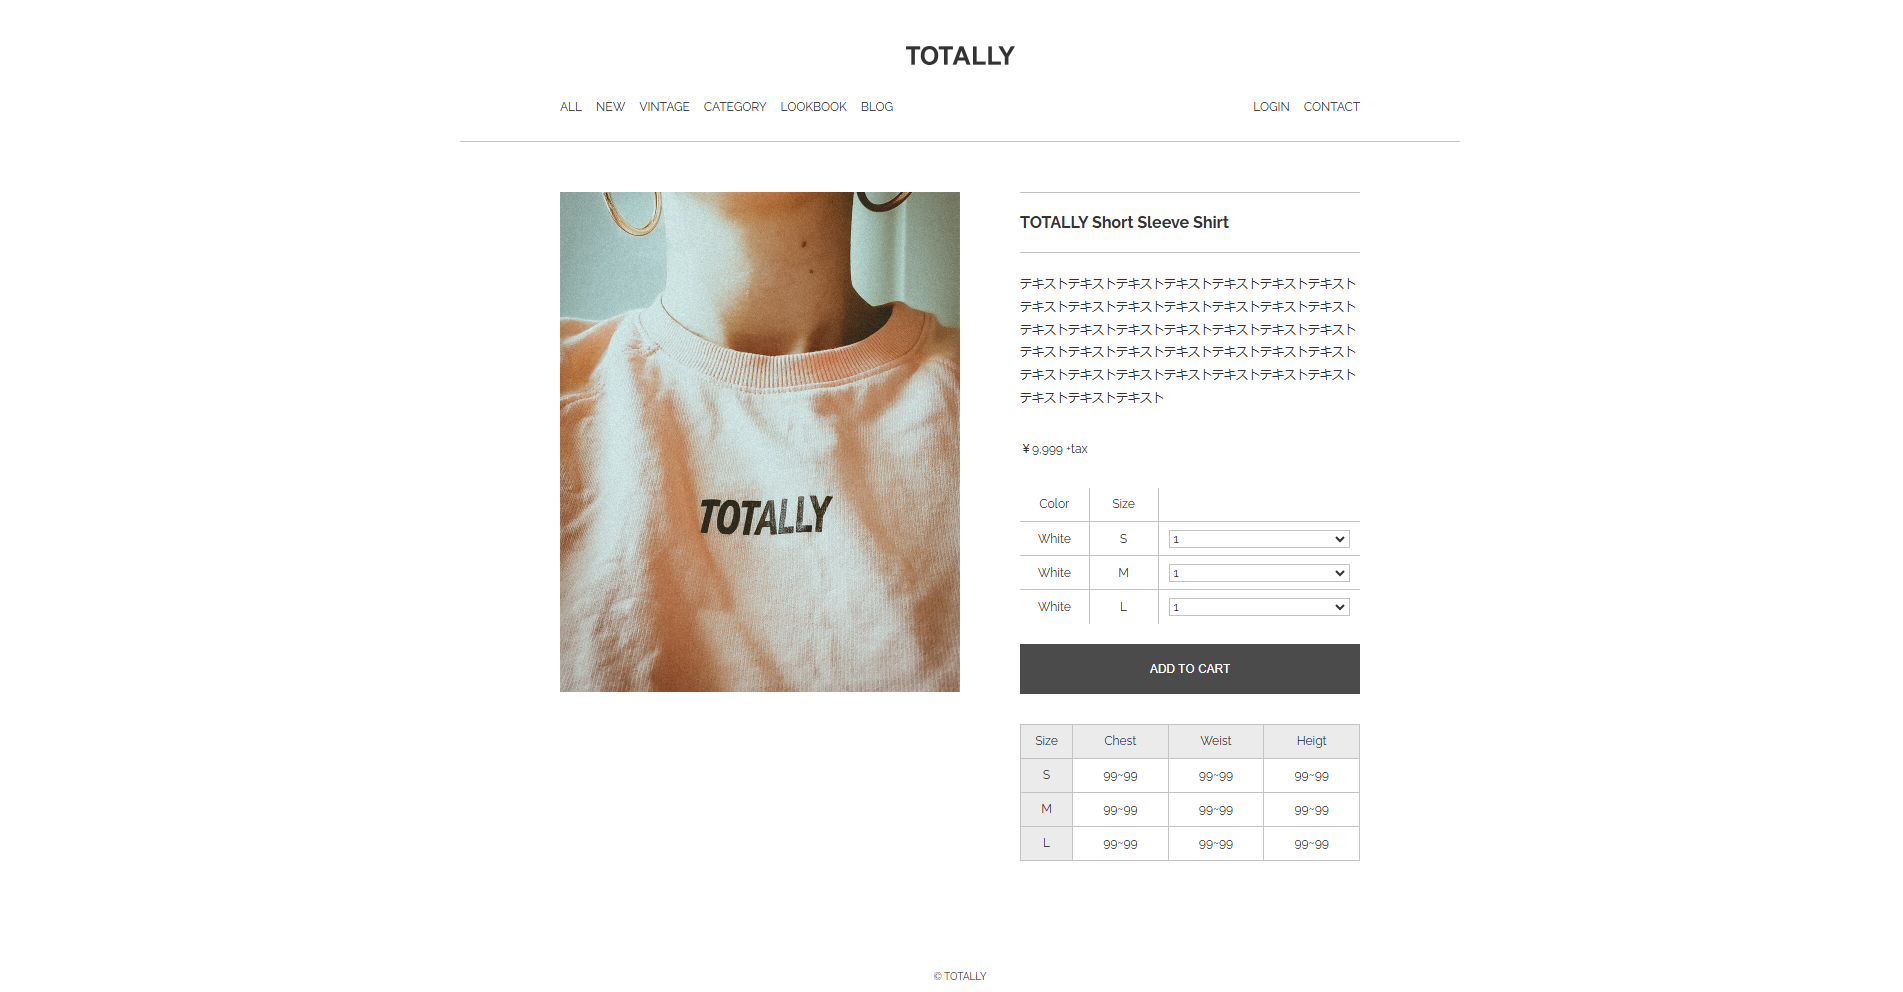 TOTALLY
ALL NEW VINTAGE CATEGORY LOOKBOOK BLOG LOGIN CONTACT
TOTALLY
TOTALLY Short Sleeve Shirt
テキストテキストテキストテキストテキストテキストテキスト
テキストテキストテキストテキストテキストテキストテキスト
テキストテキストテキストテキストテキストテキストテキスト
テキストテキストテキストテキストテキストテキストテキスト
テキストテキストテキストテキストテキストテキストテキスト
テキストテキストテキスト
¥9,999 +tax
Color Size
White S 1
White M 1
White L 1
ADD TO CART
Size Chest Weist Heigt
S 99~99 99~99 99~99
M 99~99 99~99 99~99
L 99~99 99~99 99~99
© TOTALLY